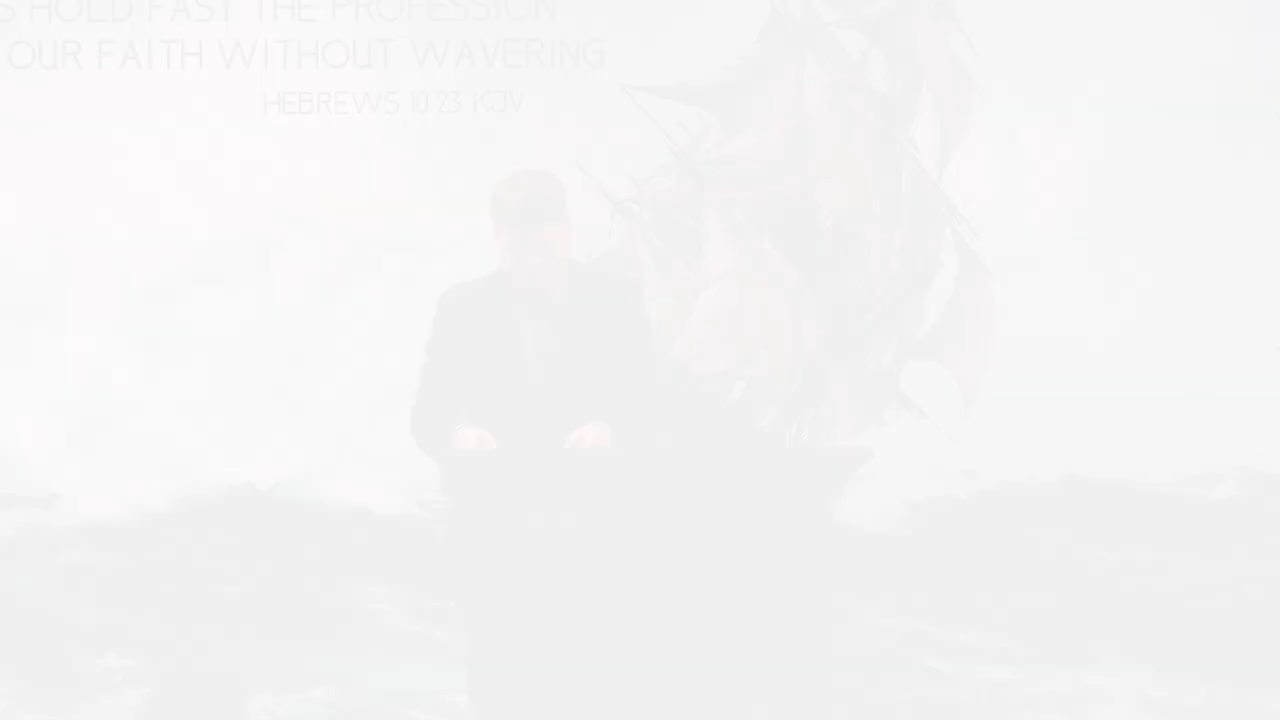 S HOLD FAST THE PROFESSION
OUR FAITH WITHOUT WAVERING
HEBREWS 10:23 KJV